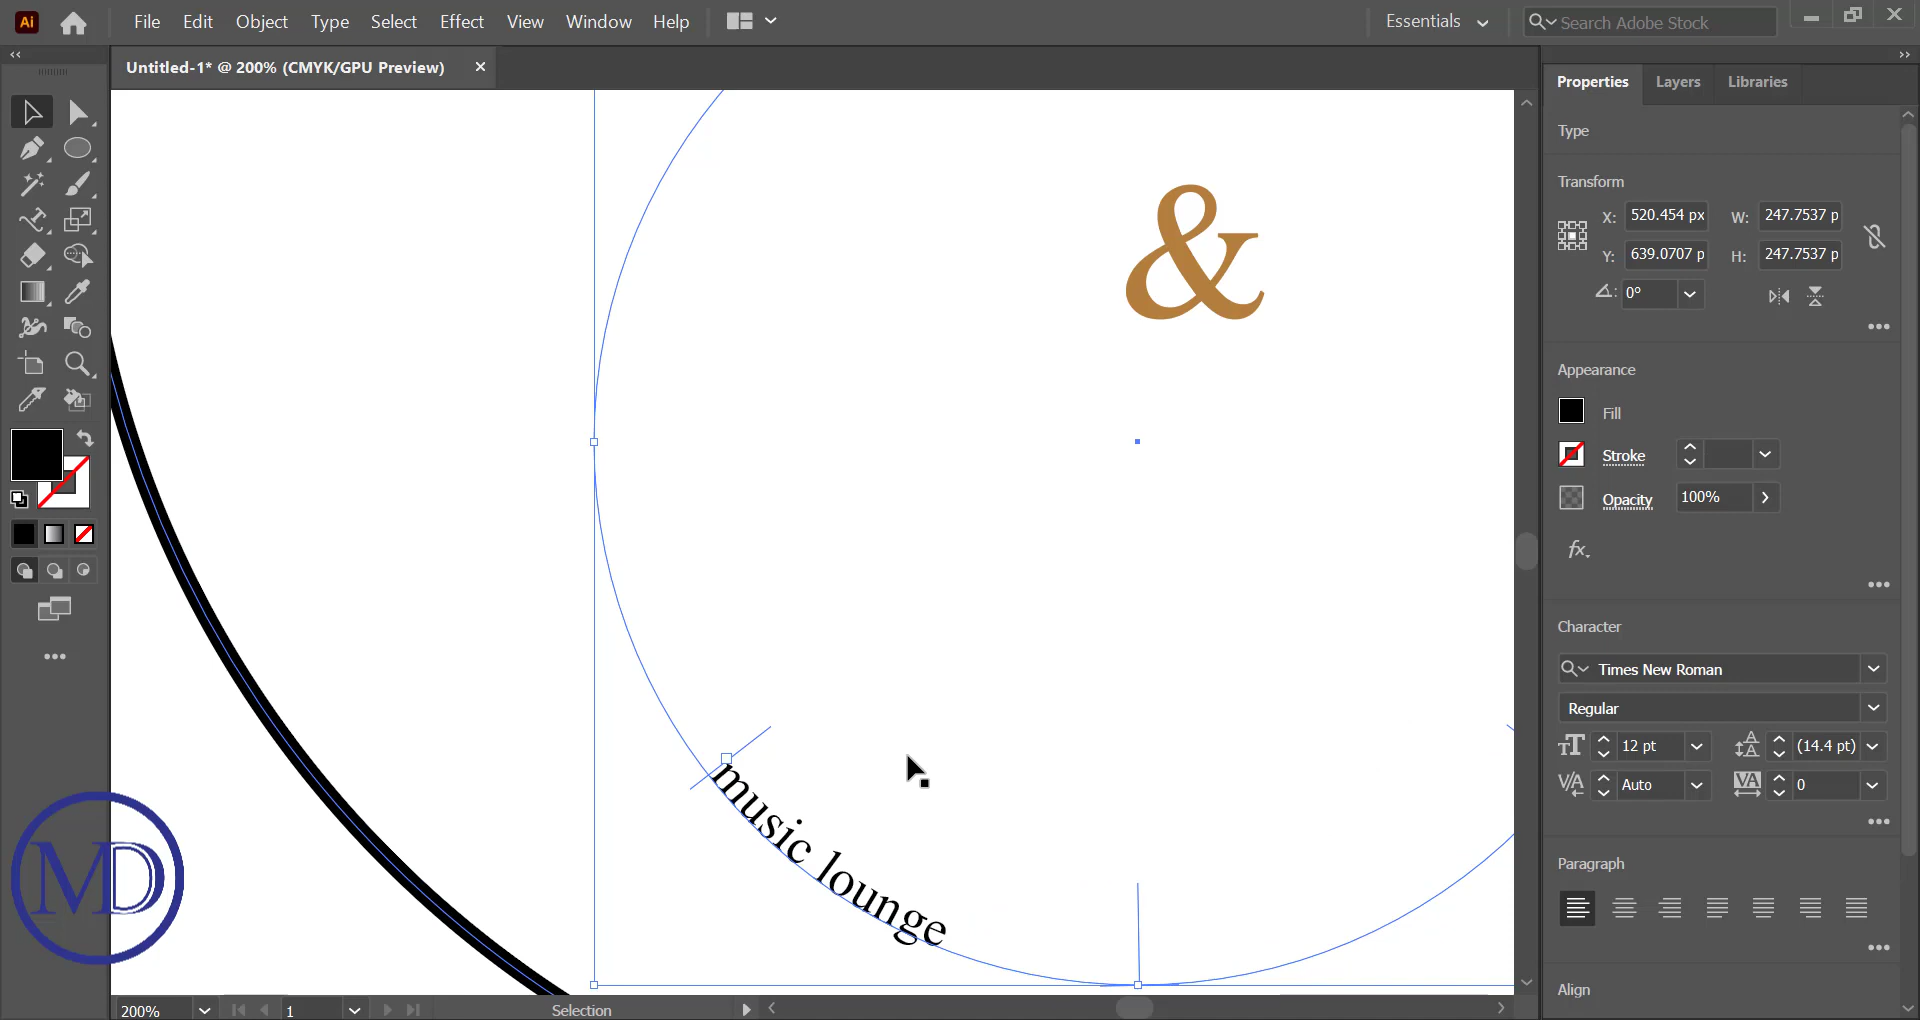 Ai File Edit Object Type Select Effect View Window Help Essentials Search Adobe Stock
Untitled-1* @ 200% (CMYK/GPU Preview) ×
Properties Layers Libraries
Type
Transform
X: 520.454 px W: 247.7537 p
Y: 639.0707 p H: 247.7537 p
0°
Appearance
Fill
Stroke
Opacity 100%
fx.
Character
Times New Roman
Regular
12 pt (14.4 pt)
Auto 0
Paragraph
Align
&
music lounge
MD
200% 1 Selection